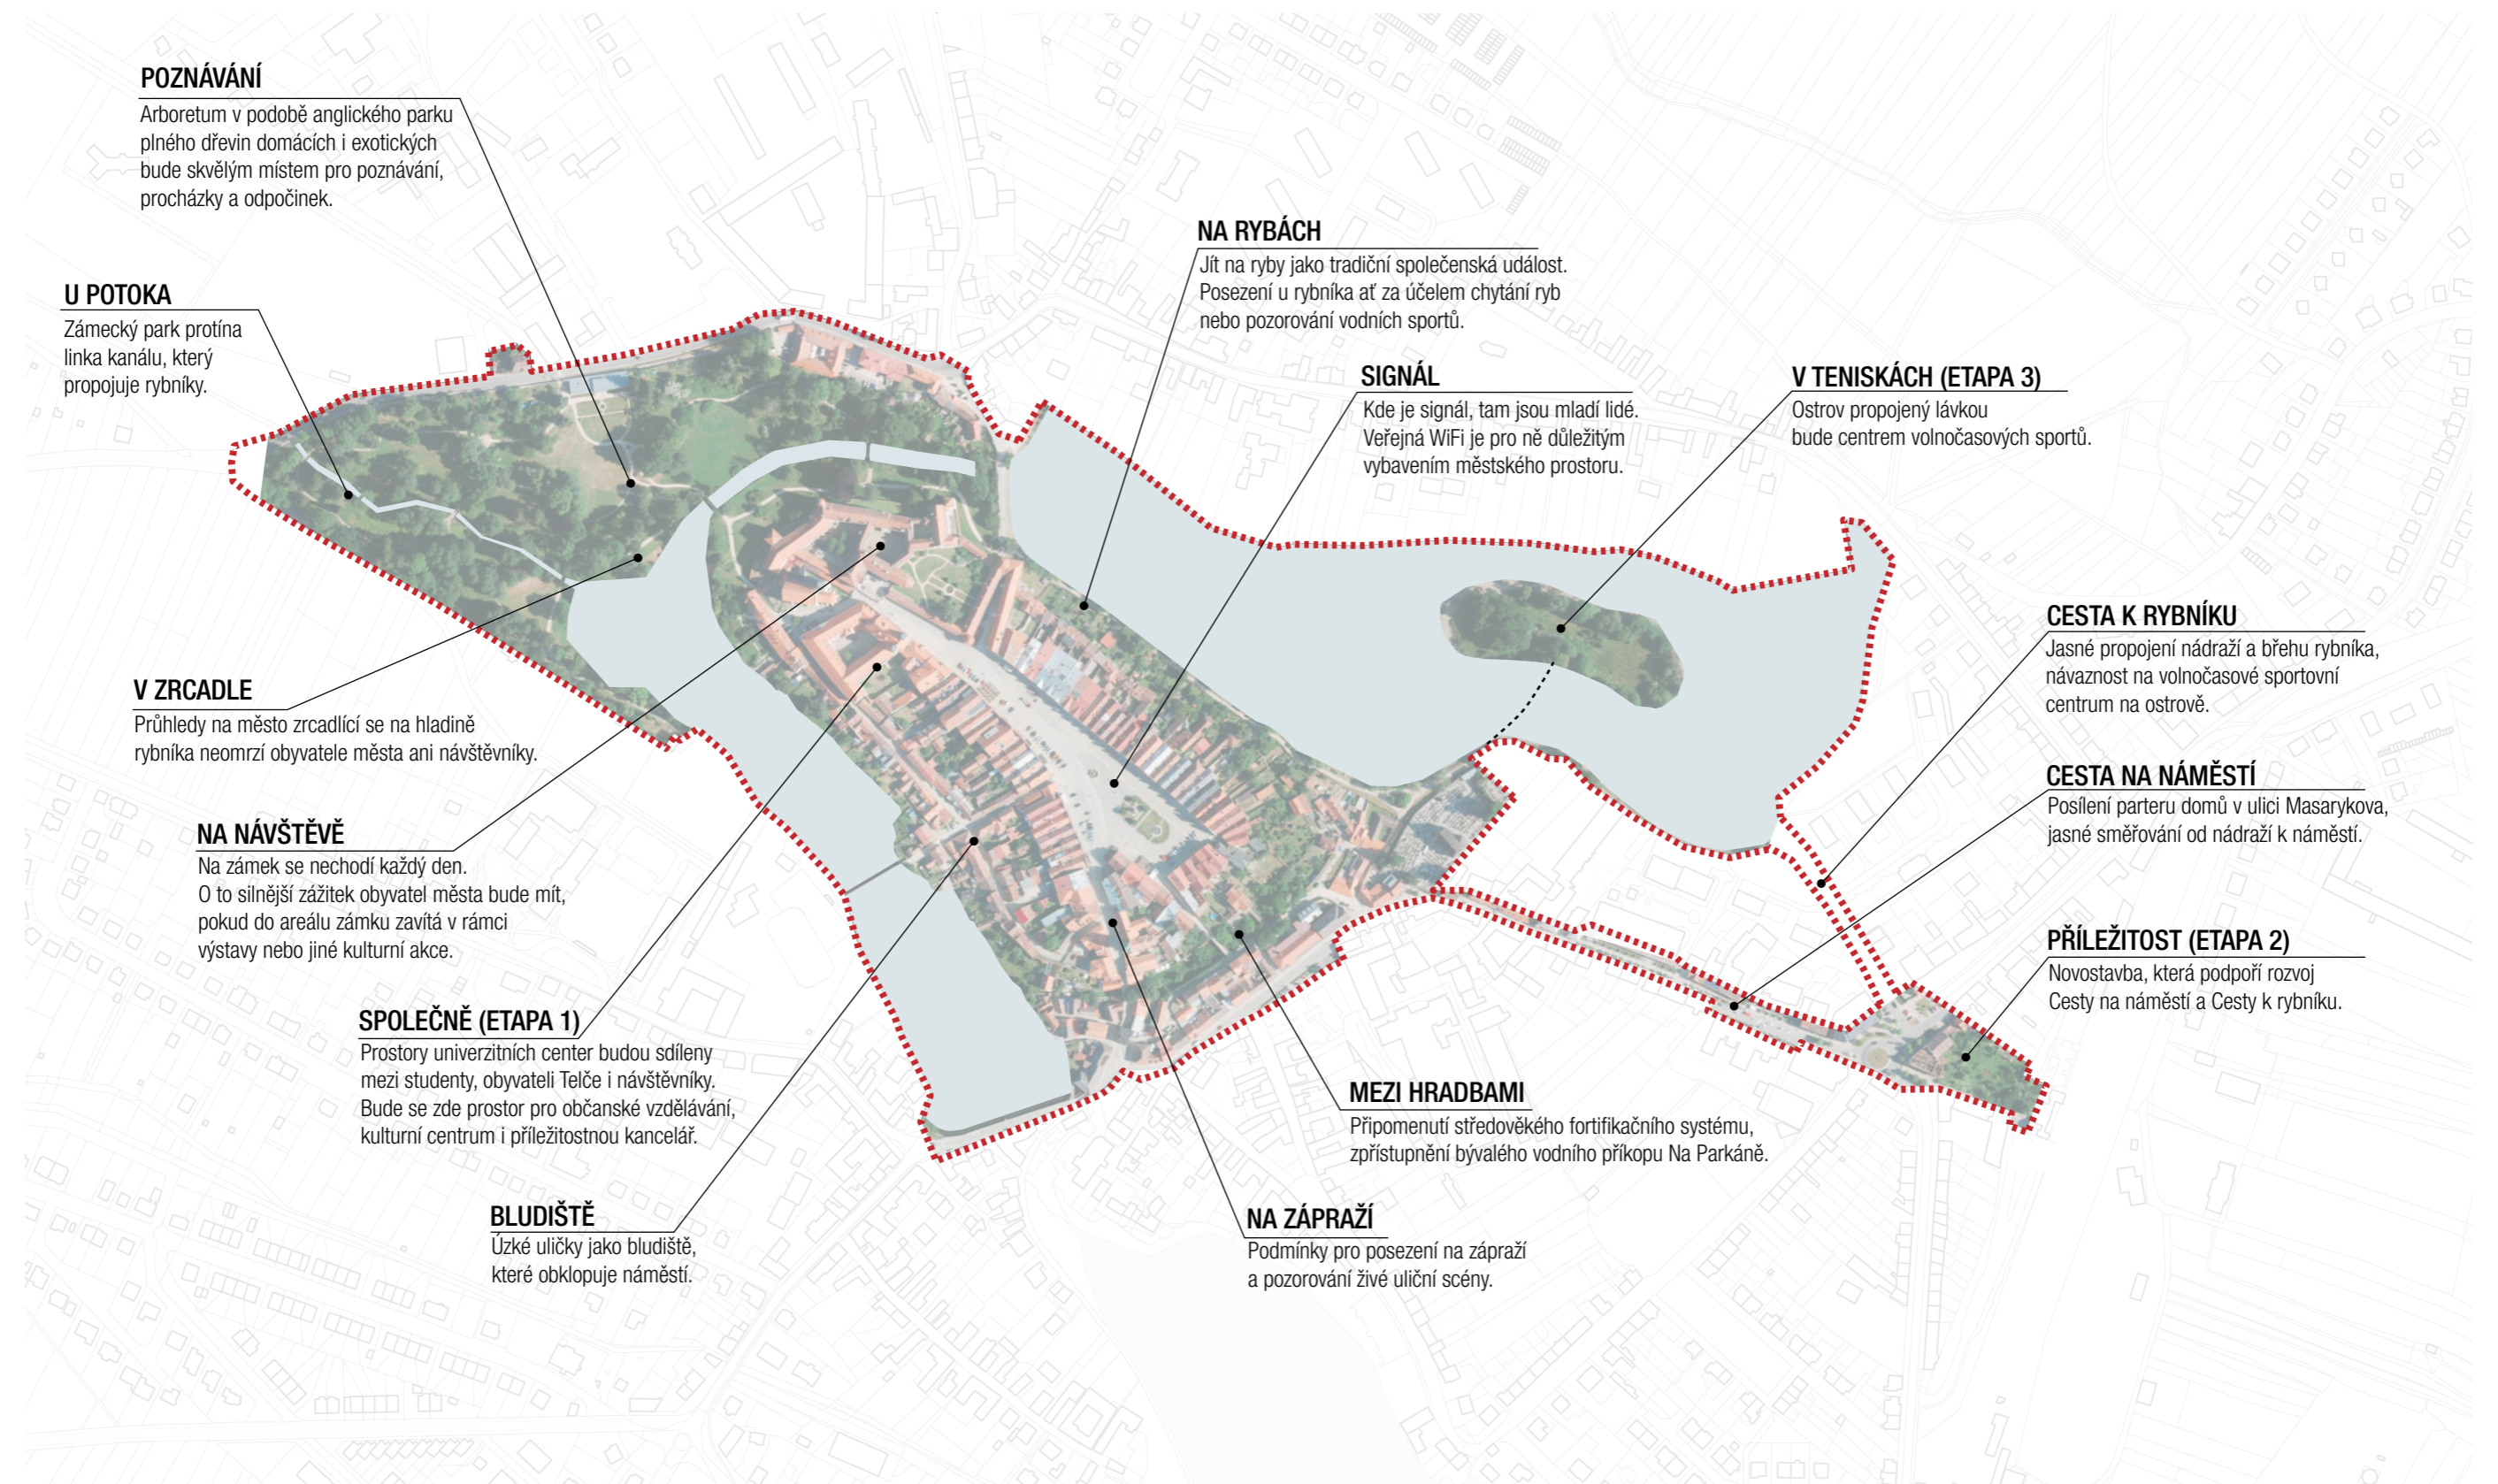 POZNÁVÁNÍ
Arboretum v podobě anglického parku
plného dřevin domácích i exotických
bude skvělým místem pro poznávání,
procházky a odpočinek.
U POTOKA
Zámecký park protína
linka kanálu, který
propojuje rybníky.
NA RYBÁCH
Jít na ryby jako tradiční společenská událost.
Posezení u rybníka ať za účelem chytání ryb
nebo pozorování vodních sportů.
SIGNÁL
Kde je signál, tam jsou mladí lidé.
Veřejná WiFi je pro ně důležitým
vybavením městského prostoru.
V TENISKÁCH (ETAPA 3)
Ostrov propojený lávkou
bude centrem volnočasových sportů.
CESTA K RYBNÍKU
Jasné propojení nádraží a břehu rybníka,
návaznost na volnočasové sportovní
centrum na ostrově.
V ZRCADLE
Průhledy na město zrcadlící se na hladině
rybníka neomrzí obyvatele města ani návštěvníky.
CESTA NA NÁMĚSTÍ
Posílení parteru domů v ulici Masarykova,
jasné směřování od nádraží k náměstí.
NA NÁVŠTĚVĚ
Na zámek se nechodí každý den.
O to silnější zážitek obyvatel města bude mít,
pokud do areálu zámku zavítá v rámci
výstavy nebo jiné kulturní akce.
PŘÍLEŽITOST (ETAPA 2)
Novostavba, která podpoří rozvoj
Cesty na náměstí a Cesty k rybníku.
SPOLEČNĚ (ETAPA 1)
Prostory univerzitních center budou sdíleny
mezi studenty, obyvateli Telče i návštěvníky.
Bude se zde prostor pro občanské vzdělávání,
kulturní centrum i příležitostnou kancelář.
MEZI HRADBAMI
Připomenutí středověkého fortifikačního systému,
zpřístupnění bývalého vodního příkopu Na Parkáně.
BLUDIŠTĚ
Úzké uličky jako bludiště,
které obklopuje náměstí.
NA ZÁPRAŽÍ
Podmínky pro posezení na zápraží
a pozorování živé uliční scény.